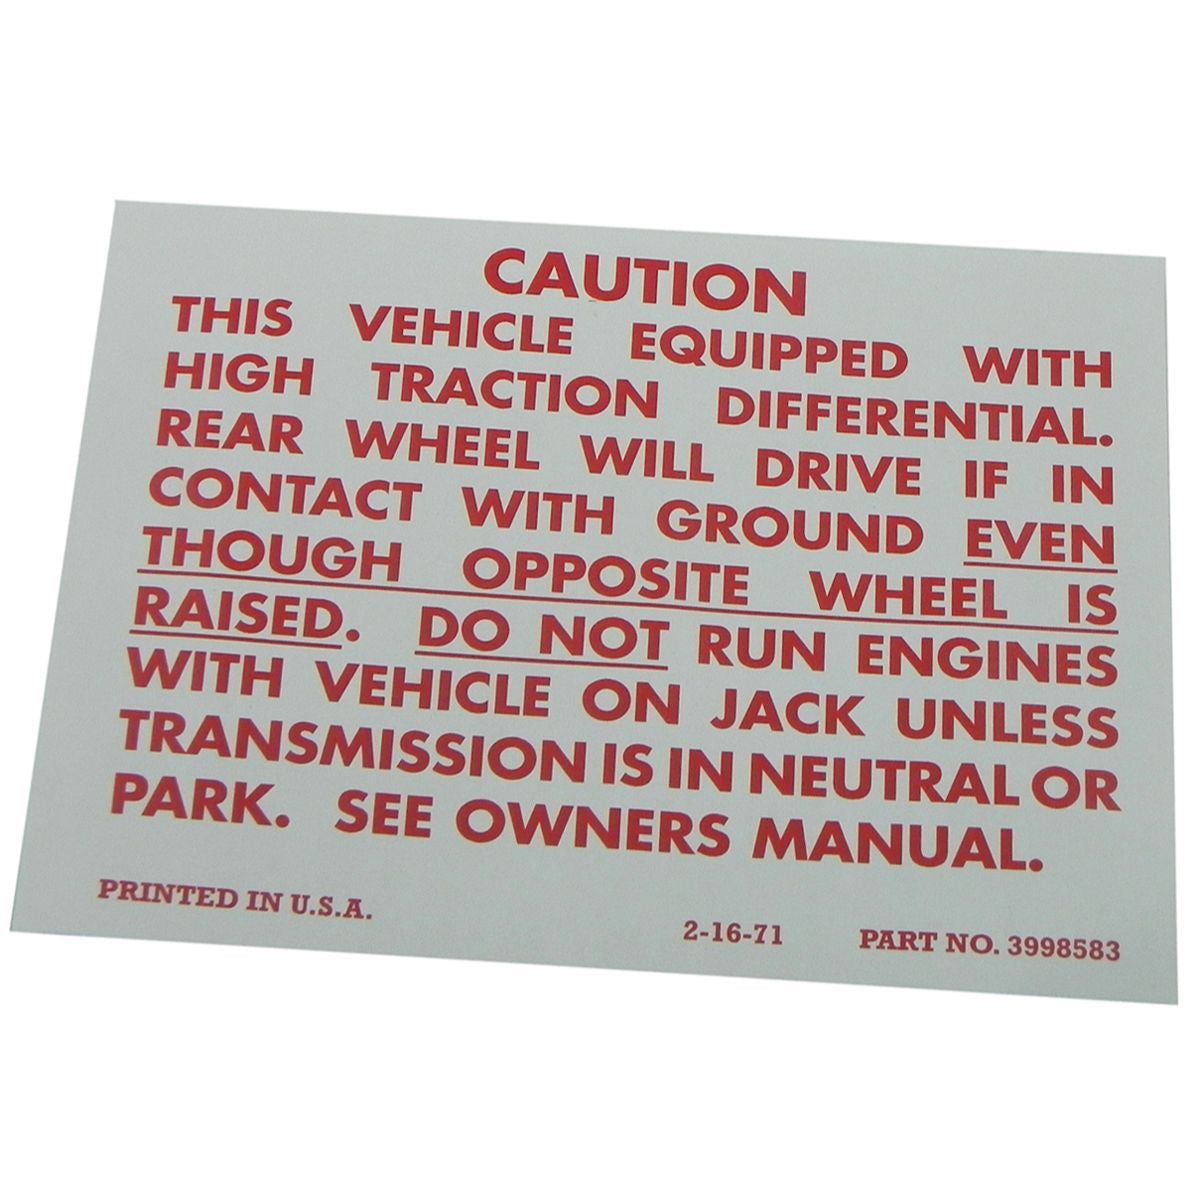 CAUTION
THIS VEHICLE EQUIPPED WITH
HIGH TRACTION DIFFERENTIAL.
REAR WHEEL WILL DRIVE IF IN
CONTACT WITH GROUND EVEN
THOUGH OPPOSITE WHEEL IS
RAISED. DO NOT RUN ENGINES
WITH VEHICLE ON JACK UNLESS
TRANSMISSION IS IN NEUTRAL OR
PARK. SEE OWNERS MANUAL.
PRINTED IN U.S.A. 2-16-71 PART NO. 3998583